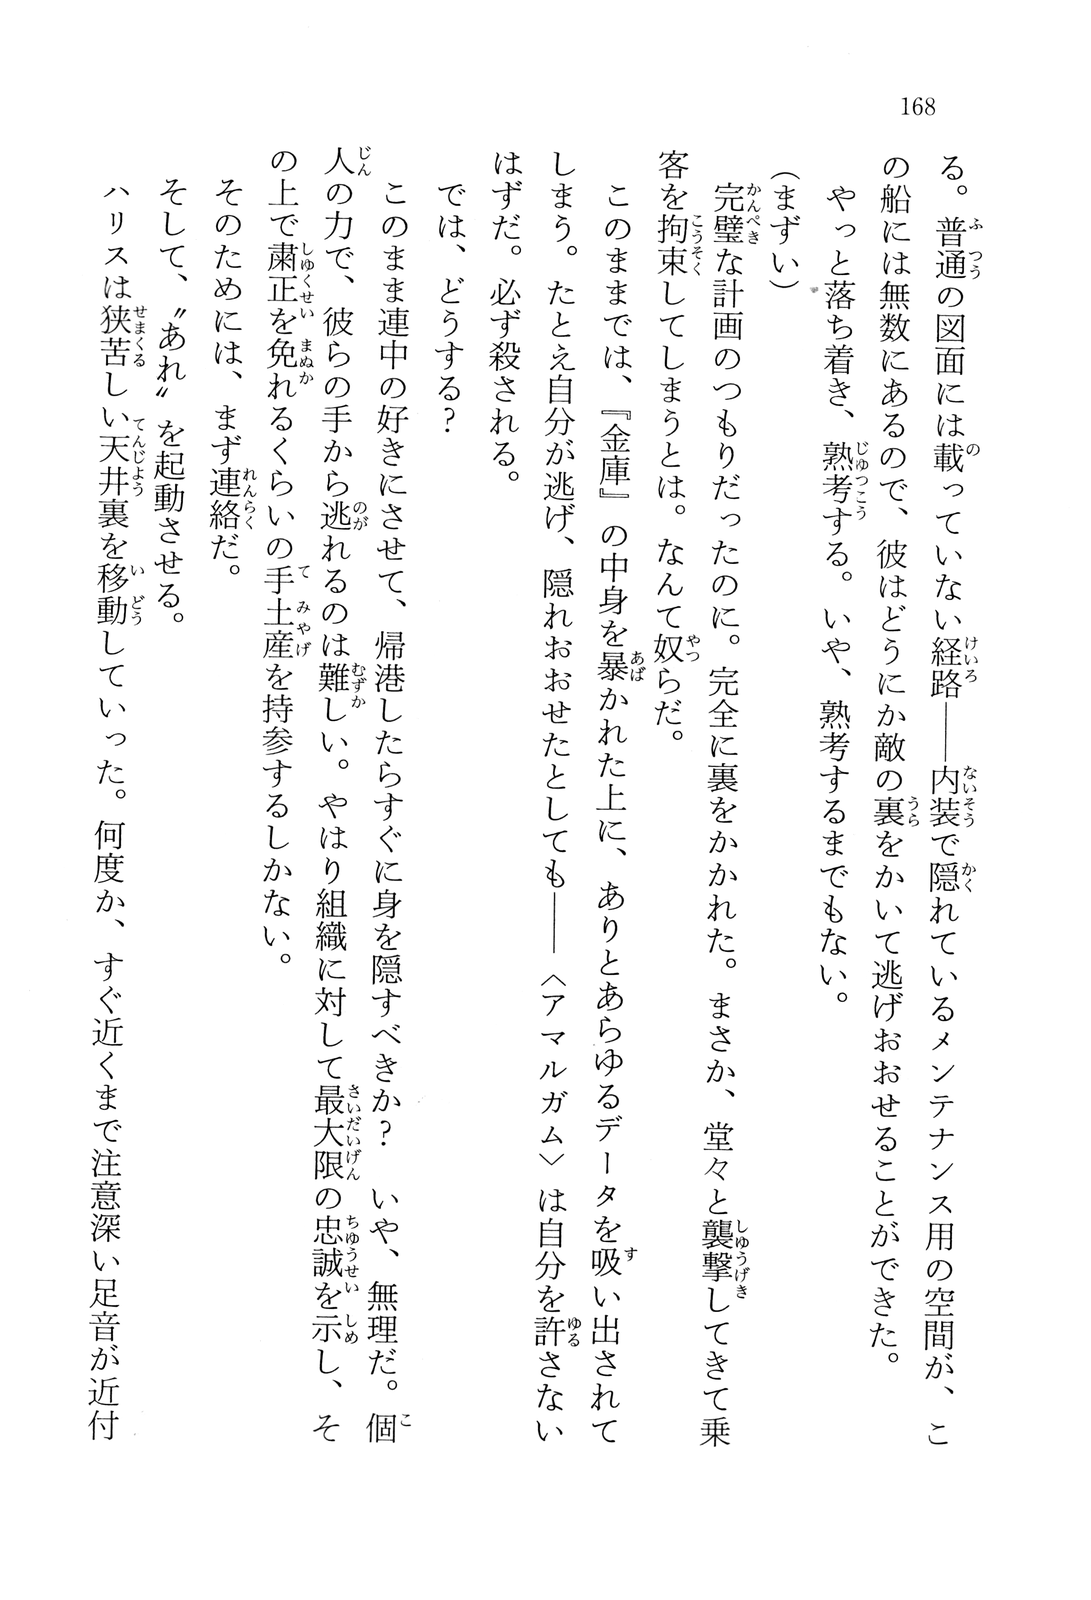 168
る。普通の図面には載っていない経路――内装で隠れているメンテナンス用の空間が、こ
の船には無数にあるので、彼はどうにか敵の裏をかいて逃げおおせることができた。
やっと落ち着き、熟考する。いや、熟考するまでもない。
(まずい)
完璧な計画のつもりだったのに。完全に裏をかかれた。まさか、堂々と襲撃してきて乗
客を拘束してしまうとは。なんて奴らだ。
このままでは、『金庫』の中身を暴かれた上に、ありとあらゆるデータを吸い出されて
しまう。たとえ自分が逃げ、隠れおおせたとしても――〈アマルガム〉は自分を許さない
はずだ。必ず殺される。
では、どうする?
このまま連中の好きにさせて、帰港したらすぐに身を隠すべきか? いや、無理だ。個
人の力で、彼らの手から逃れるのは難しい。やはり組織に対して最大限の忠誠を示し、そ
の上で粛正を免れるくらいの手土産を持参するしかない。
そのためには、まず連絡だ。
そして、〝あれ〟を起動させる。
ハリスは狭苦しい天井裏を移動していった。何度か、すぐ近くまで注意深い足音が近付